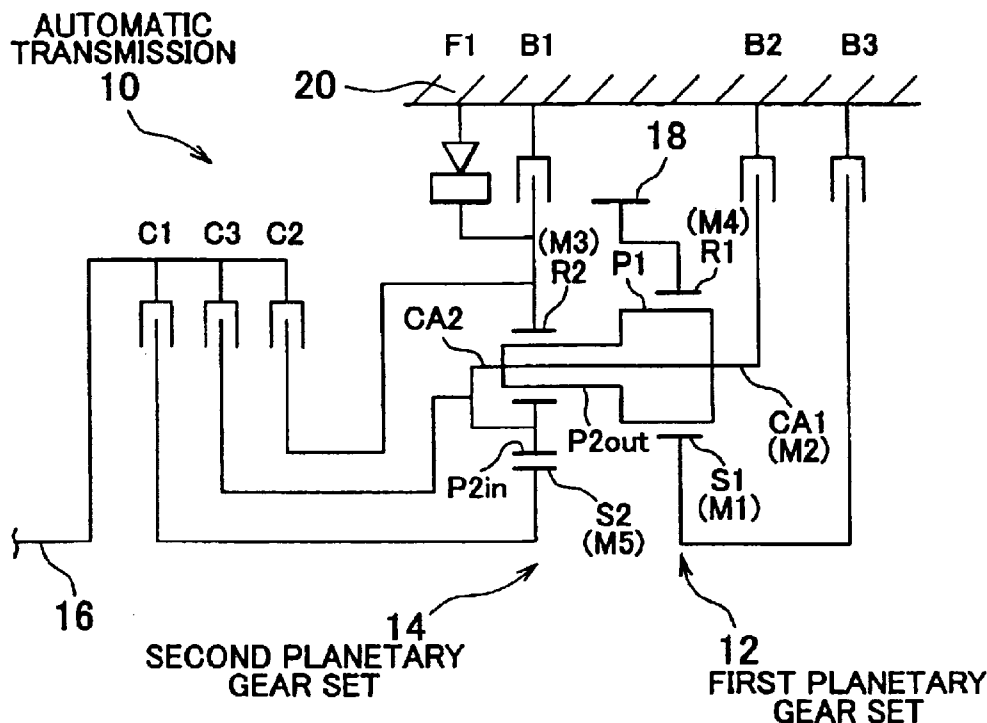 AUTOMATIC
TRANSMISSION
10
F1
B1
B2
B3
20
18
C1
C3
C2
(M3)
R2
P1
(M4)
R1
CA2
P2out
CA1
(M2)
P2in
S2
(M5)
S1
(M1)
16
14
SECOND PLANETARY
GEAR SET
12
FIRST PLANETARY
GEAR SET